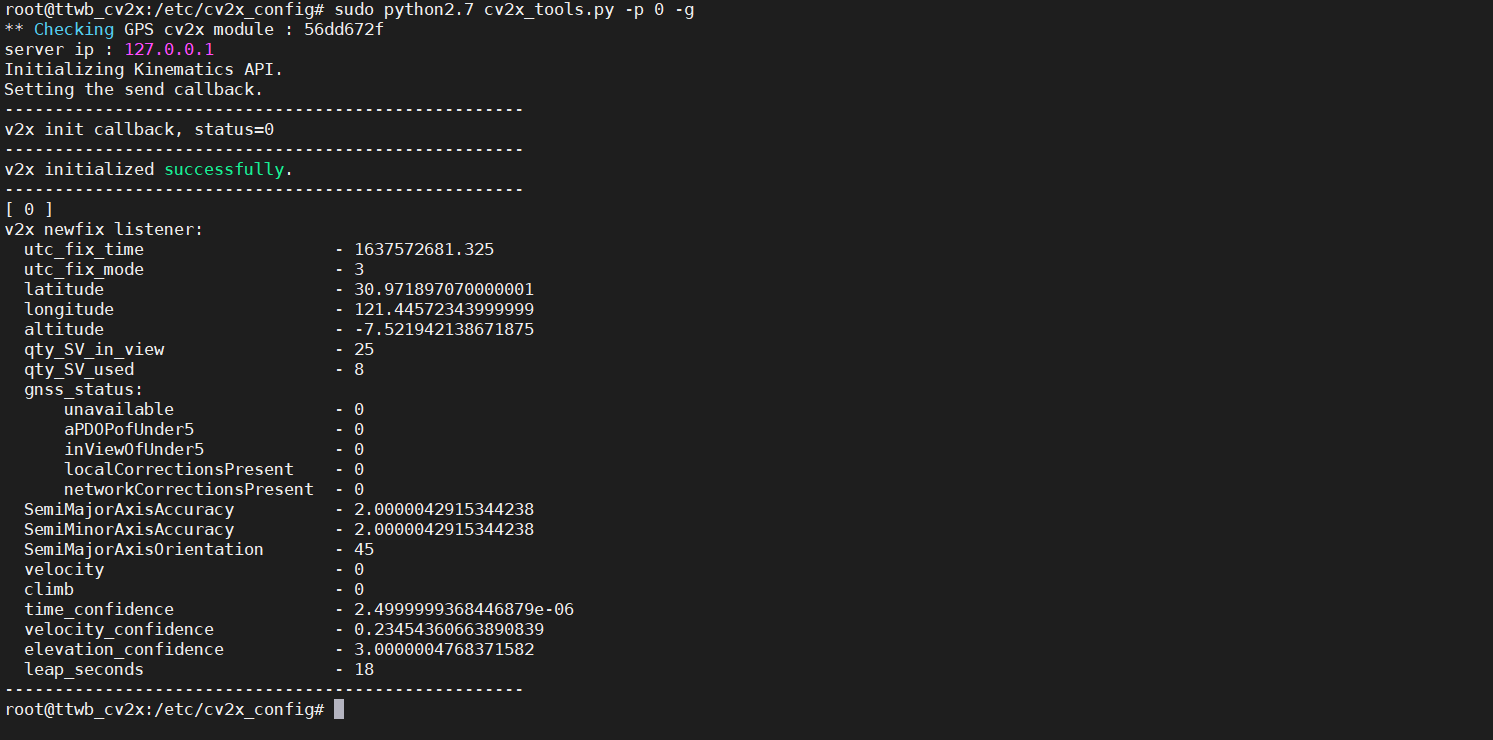 root@ttwb_cv2x:/etc/cv2x_config# sudo python2.7 cv2x_tools.py -p 0 -g
** Checking GPS cv2x module : 56dd672f
server ip : 127.0.0.1
Initializing Kinematics API.
Setting the send callback.
----------------------------------------------------
v2x init callback, status=0
----------------------------------------------------
v2x initialized successfully.
----------------------------------------------------
[ 0 ]
v2x newfix listener:
  utc_fix_time                   - 1637572681.325
  utc_fix_mode                   - 3
  latitude                       - 30.971897070000001
  longitude                      - 121.44572343999999
  altitude                       - -7.521942138671875
  qty_SV_in_view                 - 25
  qty_SV_used                    - 8
  gnss_status:
      unavailable                - 0
      aPDOPofUnder5              - 0
      inViewOfUnder5             - 0
      localCorrectionsPresent    - 0
      networkCorrectionsPresent  - 0
  SemiMajorAxisAccuracy          - 2.0000042915344238
  SemiMinorAxisAccuracy          - 2.0000042915344238
  SemiMajorAxisOrientation       - 45
  velocity                       - 0
  climb                          - 0
  time_confidence                - 2.4999999368446879e-06
  velocity_confidence            - 0.23454360663890839
  elevation_confidence           - 3.0000004768371582
  leap_seconds                   - 18
----------------------------------------------------
root@ttwb_cv2x:/etc/cv2x_config#